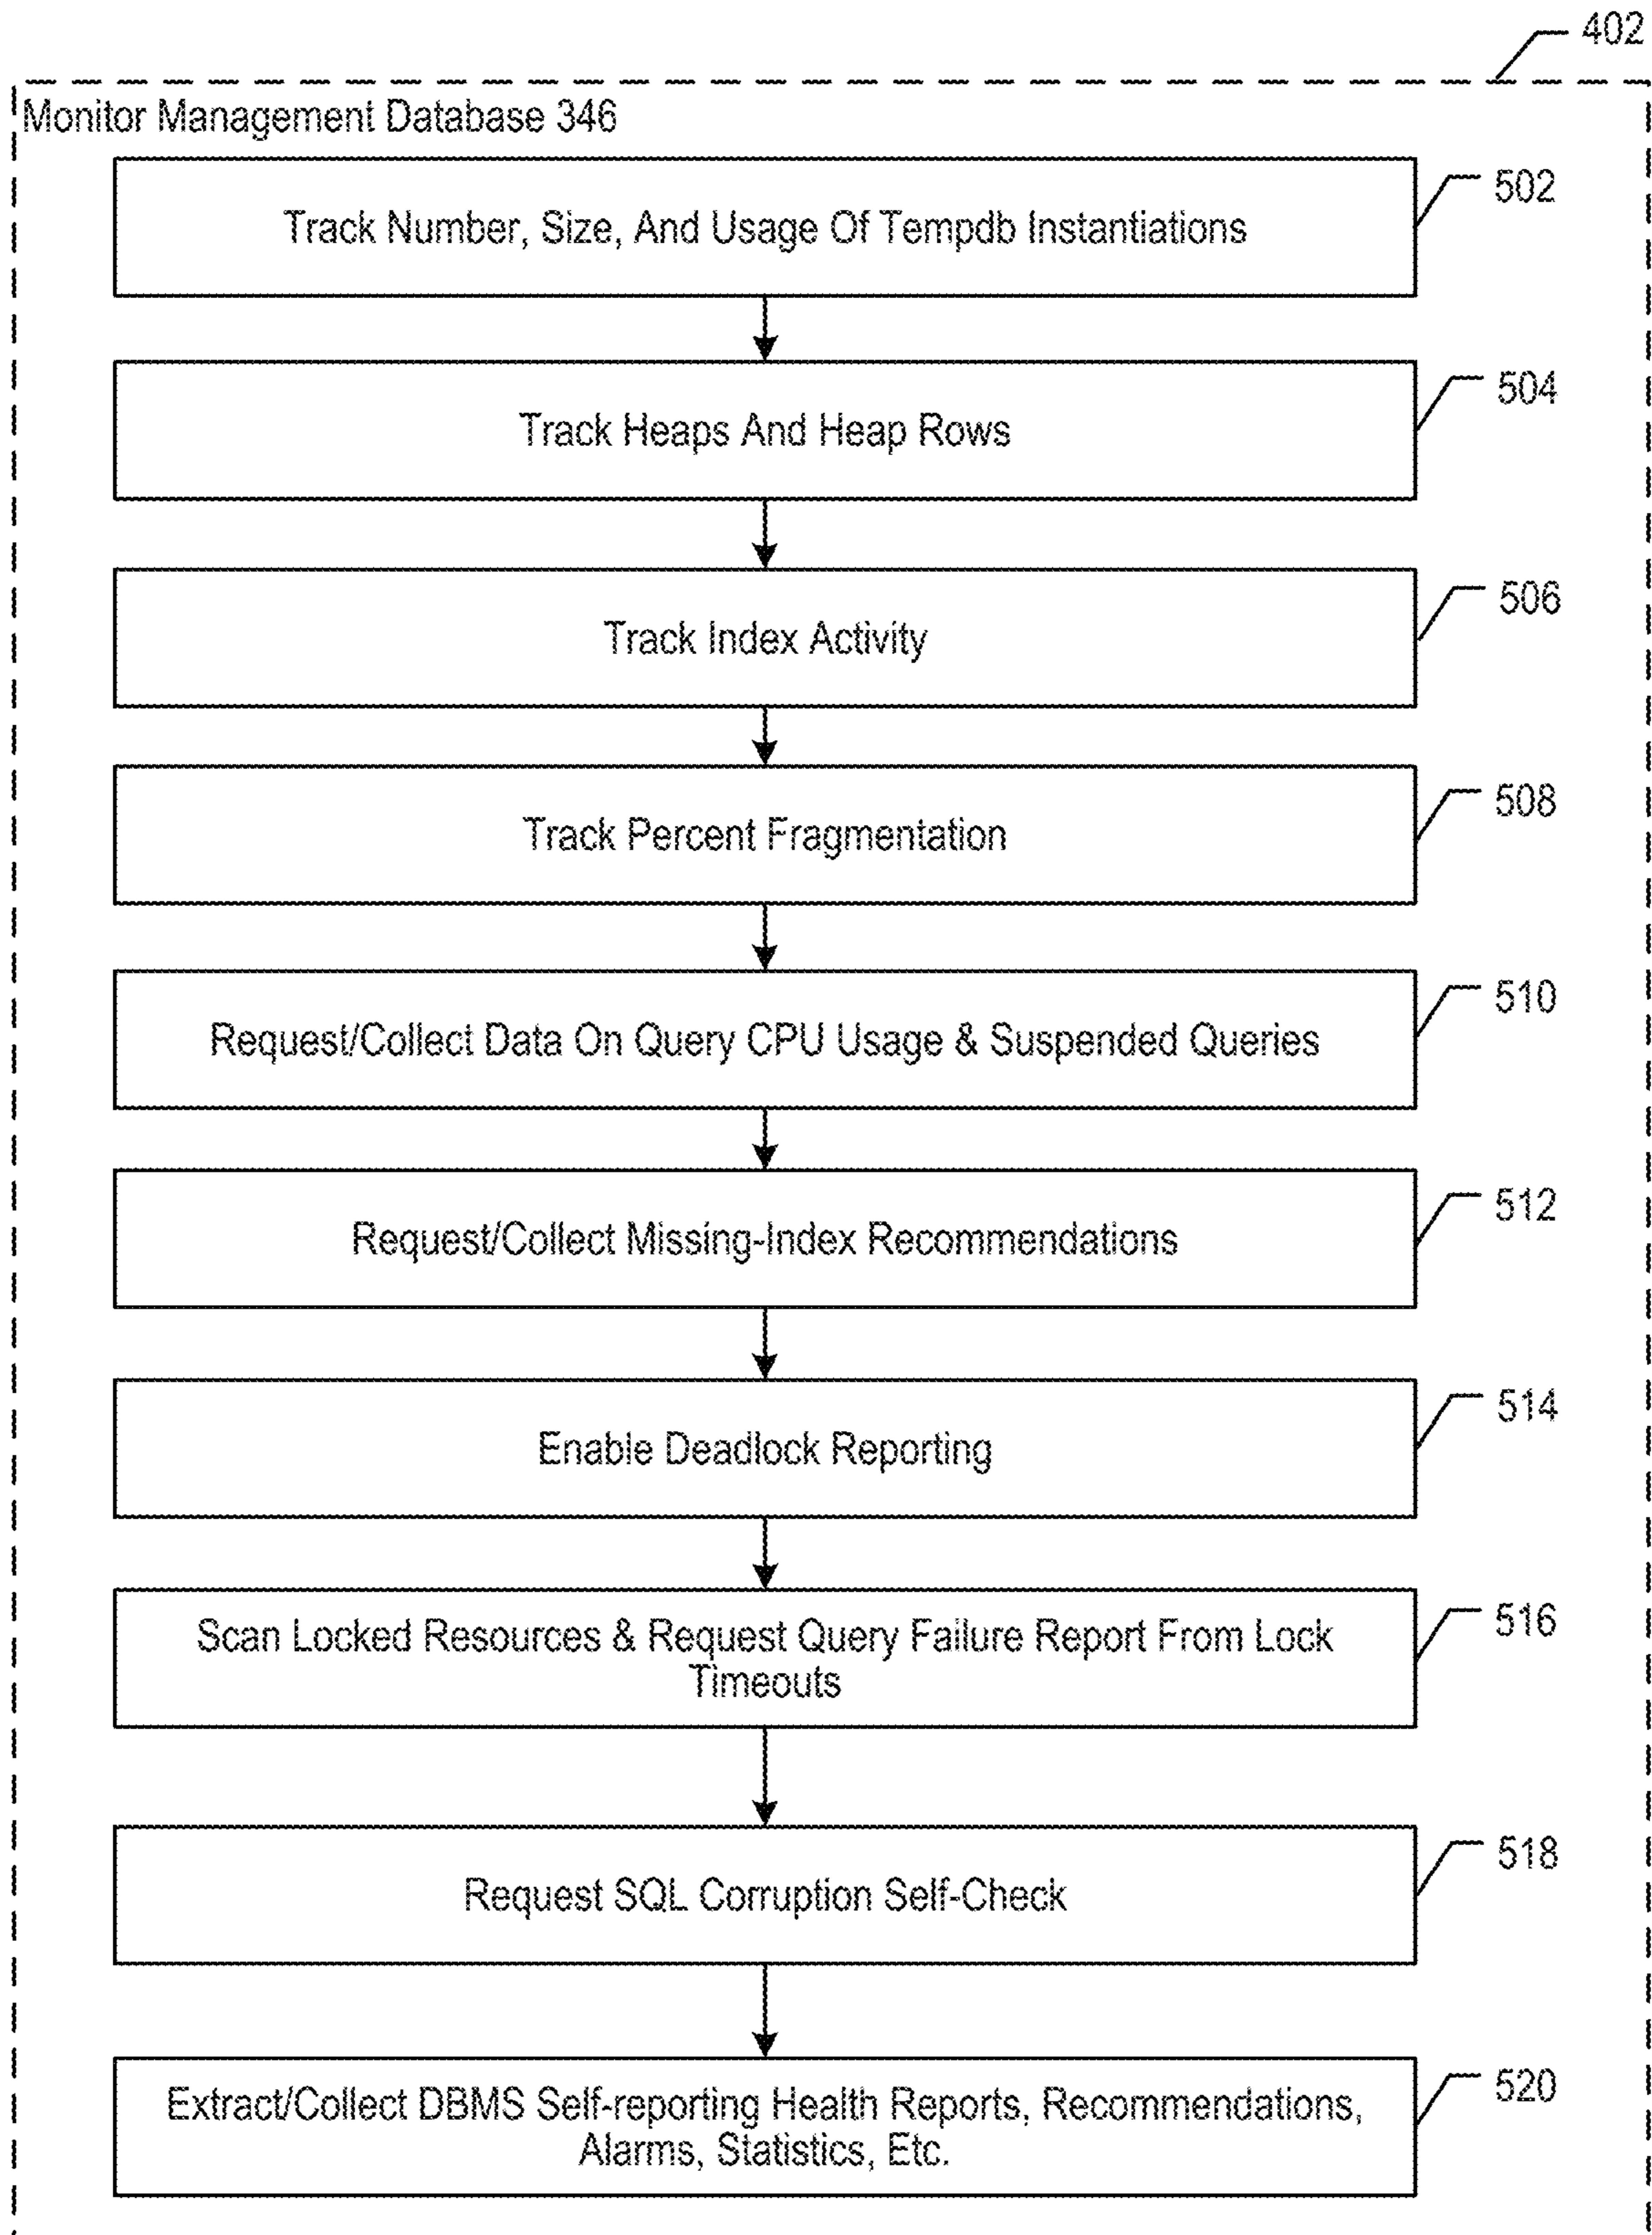 402
Monitor Management Database 346
Track Number, Size, And Usage Of Tempdb Instantiations
502
Track Heaps And Heap Rows
504
Track Index Activity
506
Track Percent Fragmentation
508
Request/Collect Data On Query CPU Usage & Suspended Queries
510
Request/Collect Missing-Index Recommendations
512
Enable Deadlock Reporting
514
Scan Locked Resources & Request Query Failure Report From Lock
Timeouts
516
Request SQL Corruption Self-Check
518
Extract/Collect DBMS Self-reporting Health Reports, Recommendations,
Alarms, Statistics, Etc.
520